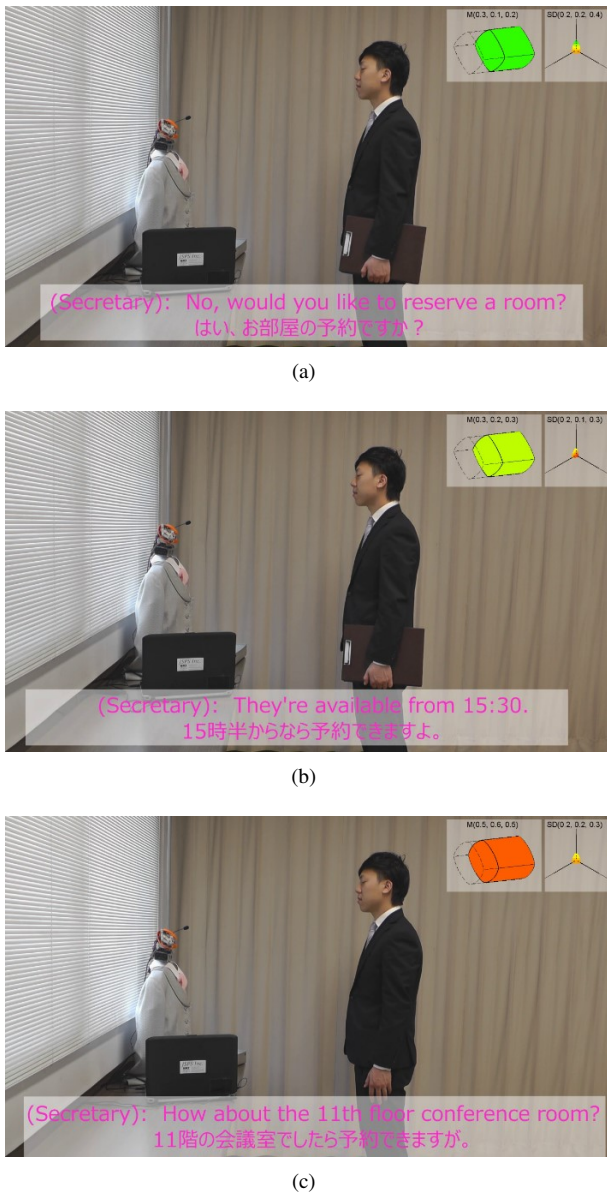 M(0.3, 0.1, 0.2) SD(0.2, 0.2, 0.4)
(Secretary): No, would you like to reserve a room?
はい、お部屋の予約ですか?
(a)
M(0.3, 0.2, 0.3) SD(0.2, 0.1, 0.3)
(Secretary): They're available from 15:30.
15時半からなら予約できますよ。
(b)
M(0.5, 0.6, 0.5) SD(0.2, 0.2, 0.3)
(Secretary): How about the 11th floor conference room?
11階の会議室でしたら予約できますが。
(c)